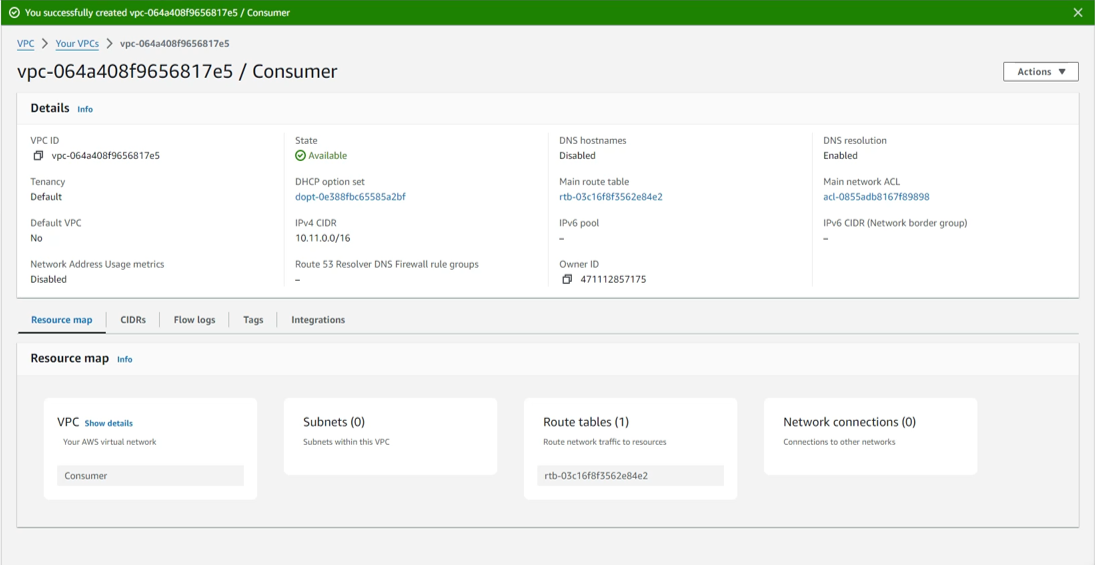 You successfully created vpc-064a408f9656817e5 / Consumer
VPC > Your VPCs > vpc-064a408f9656817e5
vpc-064a408f9656817e5 / Consumer
Actions ▼
Details Info
VPC ID
vpc-064a408f9656817e5
State
Available
DNS hostnames
Disabled
DNS resolution
Enabled
Tenancy
Default
DHCP option set
dopt-0e388fbc65585a2bf
Main route table
rtb-03c16f8f3562e84e2
Main network ACL
acl-0855adb8167f89898
Default VPC
No
IPv4 CIDR
10.11.0.0/16
IPv6 pool
–
IPv6 CIDR (Network border group)
–
Network Address Usage metrics
Disabled
Route 53 Resolver DNS Firewall rule groups
–
Owner ID
471112857175
Resource map
CIDRs
Flow logs
Tags
Integrations
Resource map Info
VPC Show details
Your AWS virtual network
Consumer
Subnets (0)
Subnets within this VPC
Route tables (1)
Route network traffic to resources
rtb-03c16f8f3562e84e2
Network connections (0)
Connections to other networks